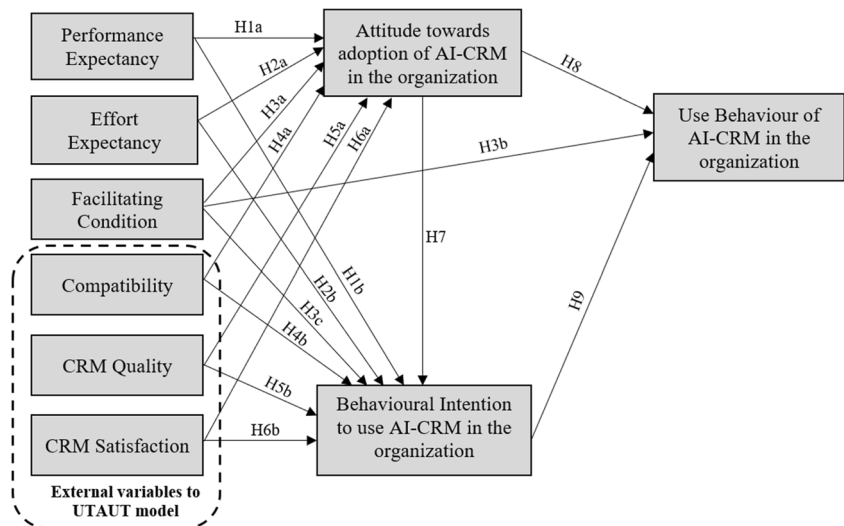 Performance
Expectancy
Effort
Expectancy
Facilitating
Condition
Compatibility
CRM Quality
CRM Satisfaction
External variables to
UTAUT model
H1a
H2a
H3a
H4a
H5a
H6a
Attitude towards
adoption of AI-CRM
in the organization
H8
H3b
H7
H1b
H2b
H3c
H4b
H5b
H6b
H9
Behavioural Intention
to use AI-CRM in the
organization
Use Behaviour of
AI-CRM in the
organization